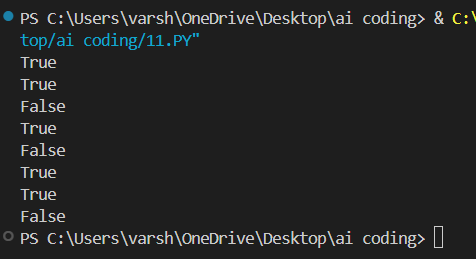 PS C:\Users\varsh\OneDrive\Desktop\ai coding> & C:\
top/ai coding/11.PY"
True
True
False
True
False
True
True
False
PS C:\Users\varsh\OneDrive\Desktop\ai coding>